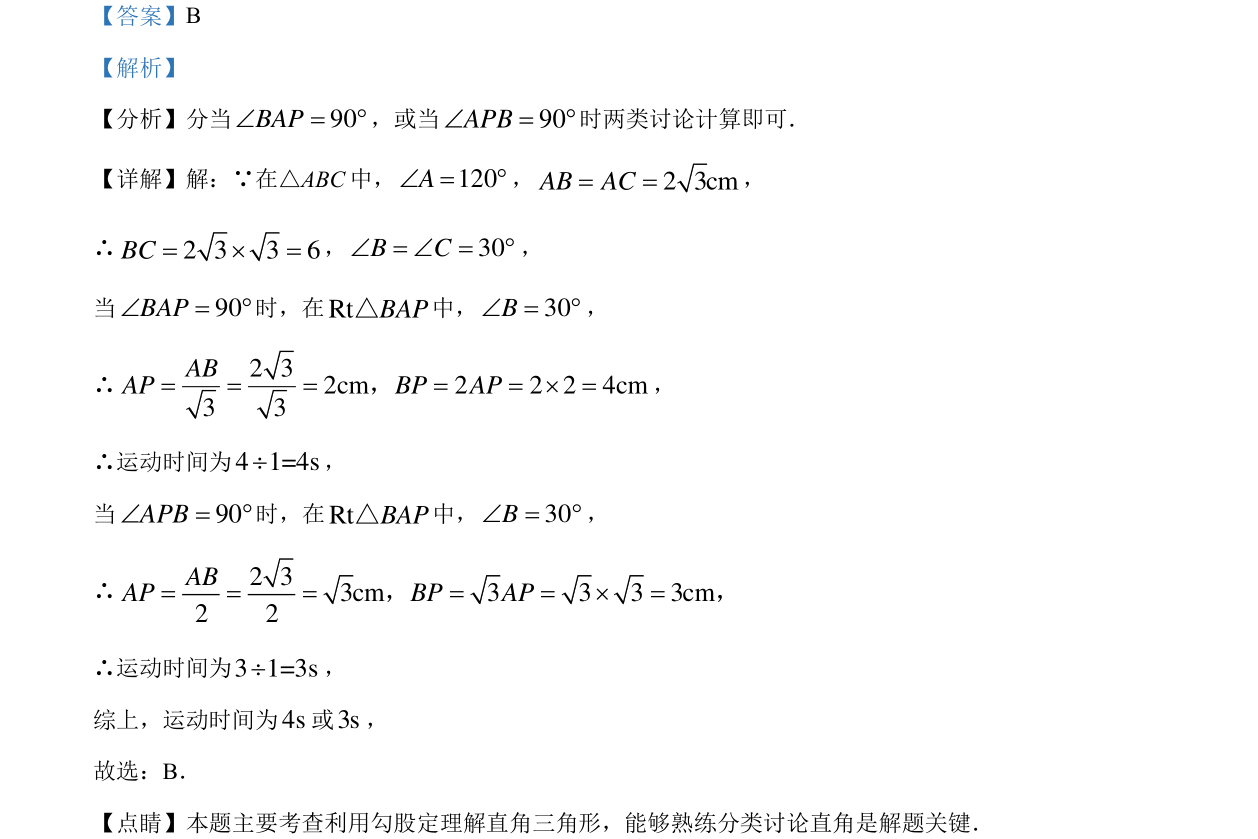 【答案】B
【解析】
【分析】分当∠BAP=90°，或当∠APB=90°时两类讨论计算即可．
【详解】解：∵在△ABC中，∠A=120°，AB=AC=2√3cm，
∴BC=2√3×√3=6，∠B=∠C=30°，
当∠BAP=90°时，在Rt△BAP中，∠B=30°，
∴AP=AB/√3=2√3/√3=2cm，BP=2AP=2×2=4cm，
∴运动时间为4÷1=4s，
当∠APB=90°时，在Rt△BAP中，∠B=30°，
∴AP=AB/2=2√3/2=√3cm，BP=√3AP=√3×√3=3cm，
∴运动时间为3÷1=3s，
综上，运动时间为4s或3s，
故选：B．
【点睛】本题主要考查利用勾股定理解直角三角形，能够熟练分类讨论直角是解题关键．